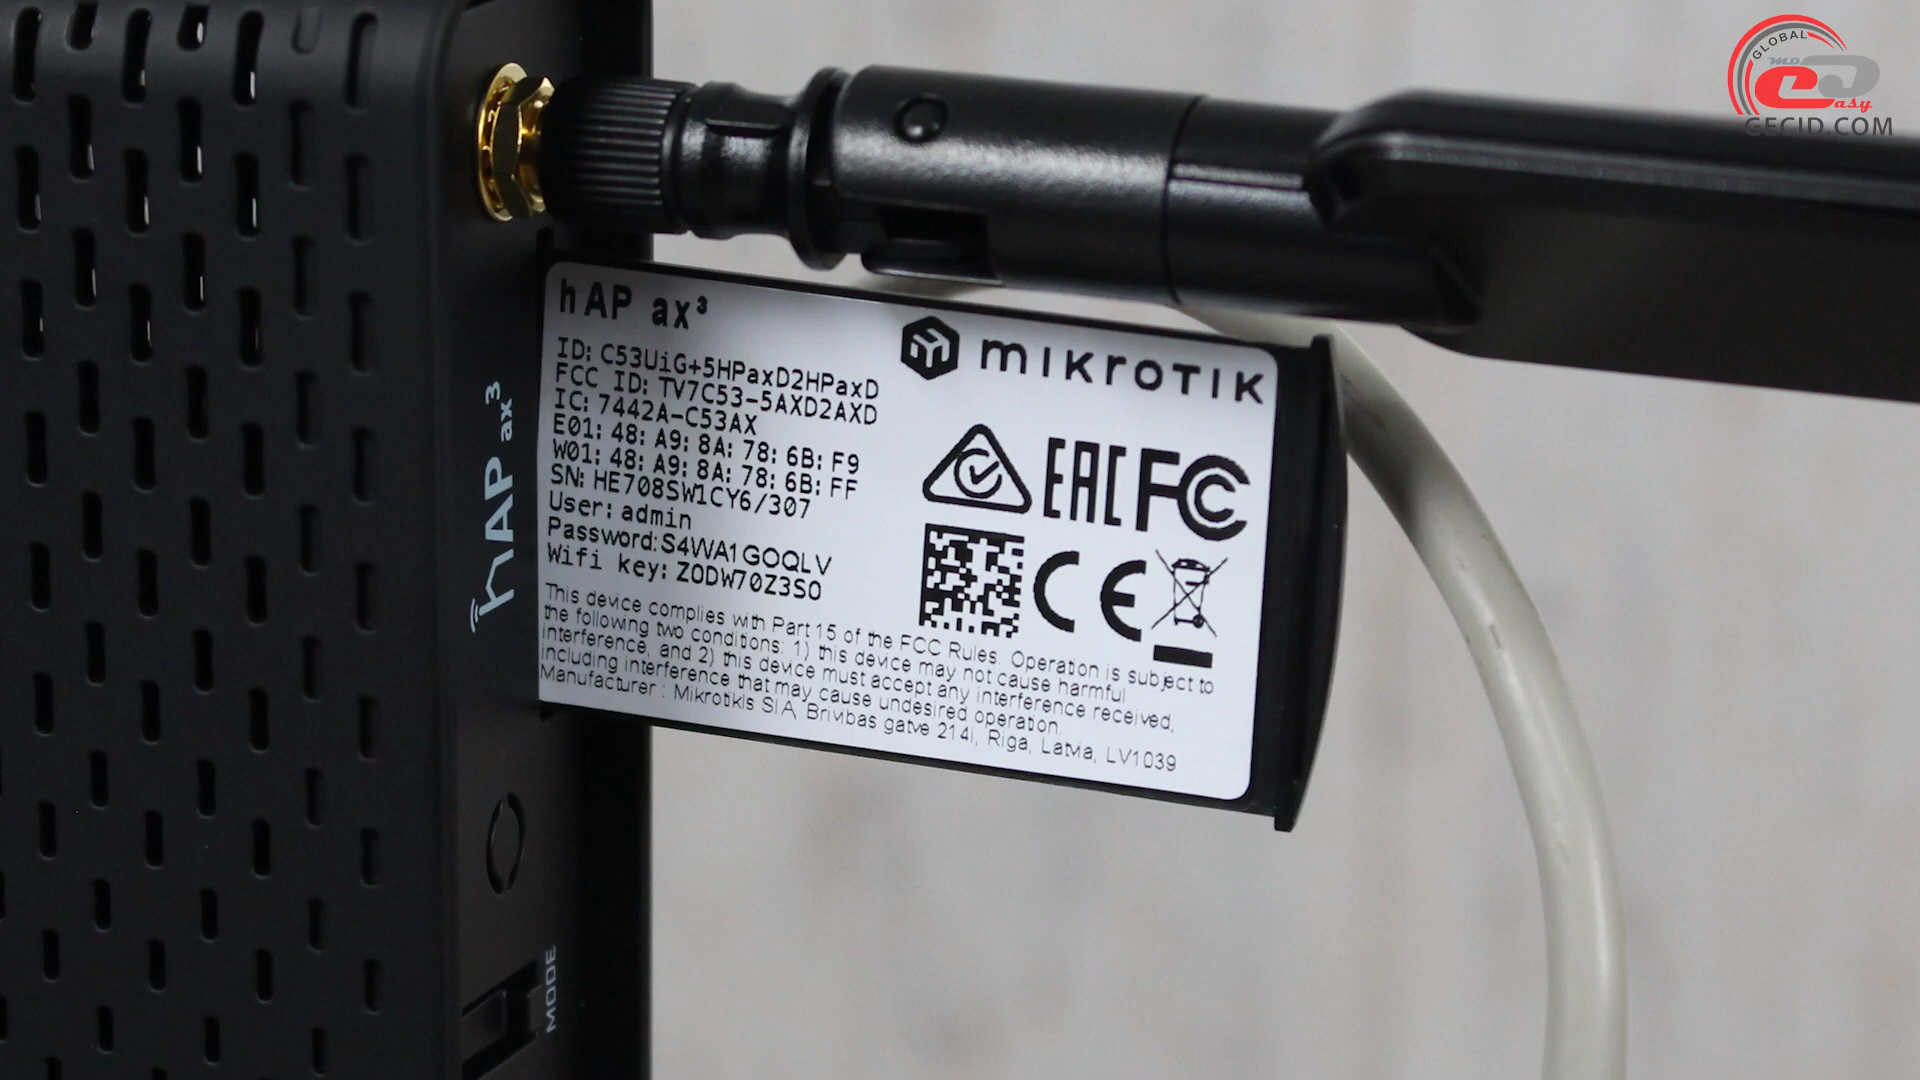 GLOBAL
MD
easy
GECID.COM
hAP ax³
mikroTik
ID: C53UiG+5HPaxD2HPaxD
FCC ID: TV7C53-5AXD2AXD
IC: 7442A-C53AX
E01: 48: A9: 8A: 78: 6B: F9
W01: 48: A9: 8A: 78: 6B: FF
SN: HE708SW1CY6/307
User: admin
Password: S4WA1GOQLV
Wifi key: Z0DW70Z3S0
EAC FC
CE
This device complies with Part 15 of the FCC Rules. Operation is subject to
the following two conditions: 1) this device may not cause harmful
interference, and 2) this device must accept any interference received,
including interference that may cause undesired operation.
Manufacturer : Mikrotikls SIA, Brivibas gatve 214i, Riga, Latvia, LV1039
hAP ax³
MODE